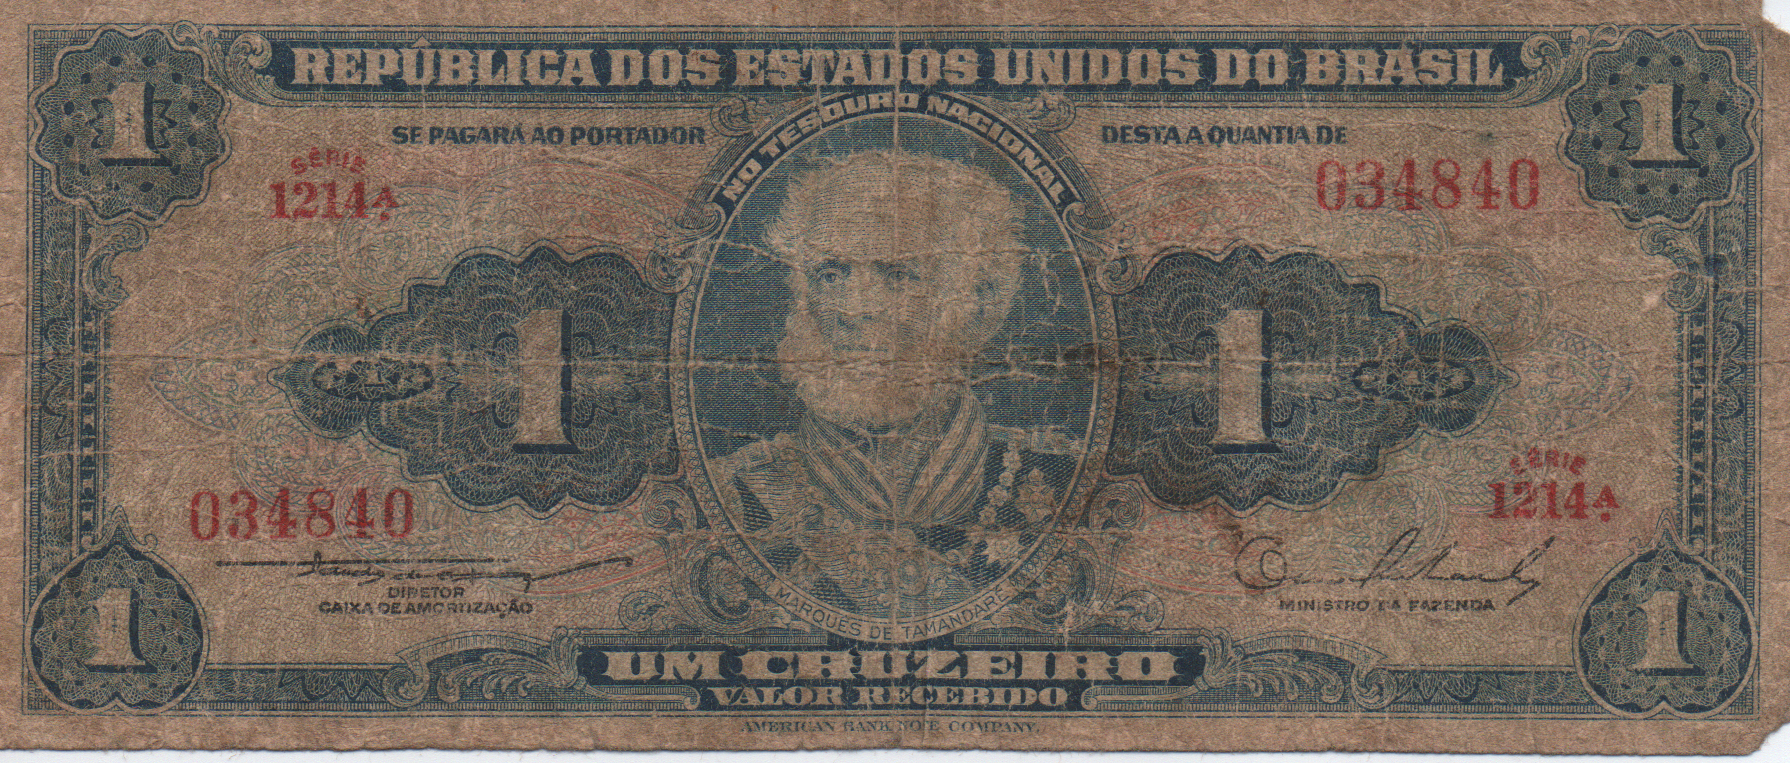 REPÚBLICA DOS ESTADOS UNIDOS DO BRASIL
1
1
SE PAGARÁ AO PORTADOR
NO TESOURO NACIONAL
DESTA A QUANTIA DE
SÉRIE
1214A
034840
1
1
034840
SÉRIE
1214A
DIRETOR
CAIXA DE AMORTIZAÇÃO
MARQUES DE TAMANDARÉ
MINISTRO DA FAZENDA
1
1
UM CRUZEIRO
VALOR RECEBIDO
AMERICAN BANK NOTE COMPANY.